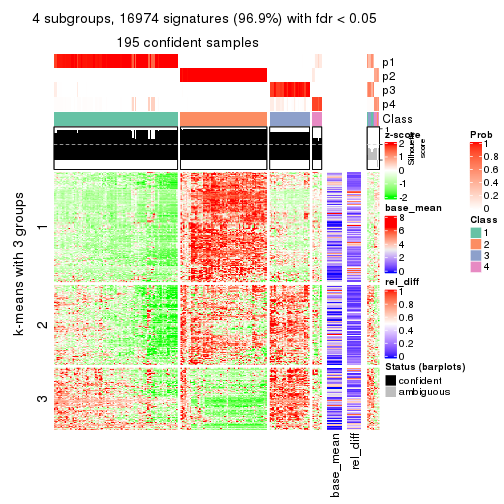 4 subgroups, 16974 signatures (96.9%) with fdr < 0.05
195 confident samples
p1
p2
p3
p4
Class
1
Silhouette
score
k-means with 3 groups
1
2
3
base_mean
rel_diff
z-score
2
1
0
-1
-2
base_mean
8
6
4
2
0
rel_diff
1
0.8
0.6
0.4
0.2
0
Status (barplots)
confident
ambiguous
Prob
1
0.8
0.6
0.4
0.2
0
Class
1
2
3
4